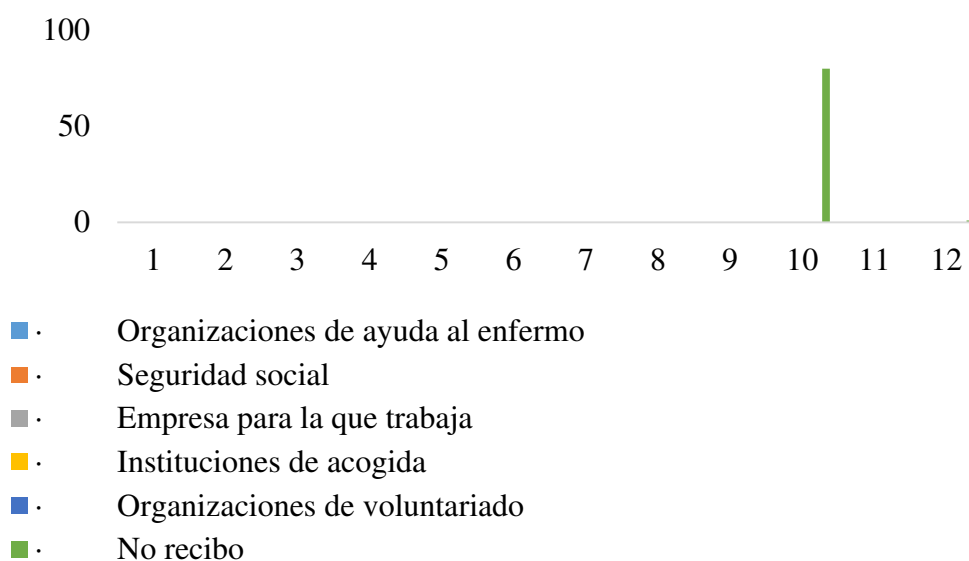 100
50
0
1 2 3 4 5 6 7 8 9 10 11 12
· Organizaciones de ayuda al enfermo
· Seguridad social
· Empresa para la que trabaja
· Instituciones de acogida
· Organizaciones de voluntariado
· No recibo